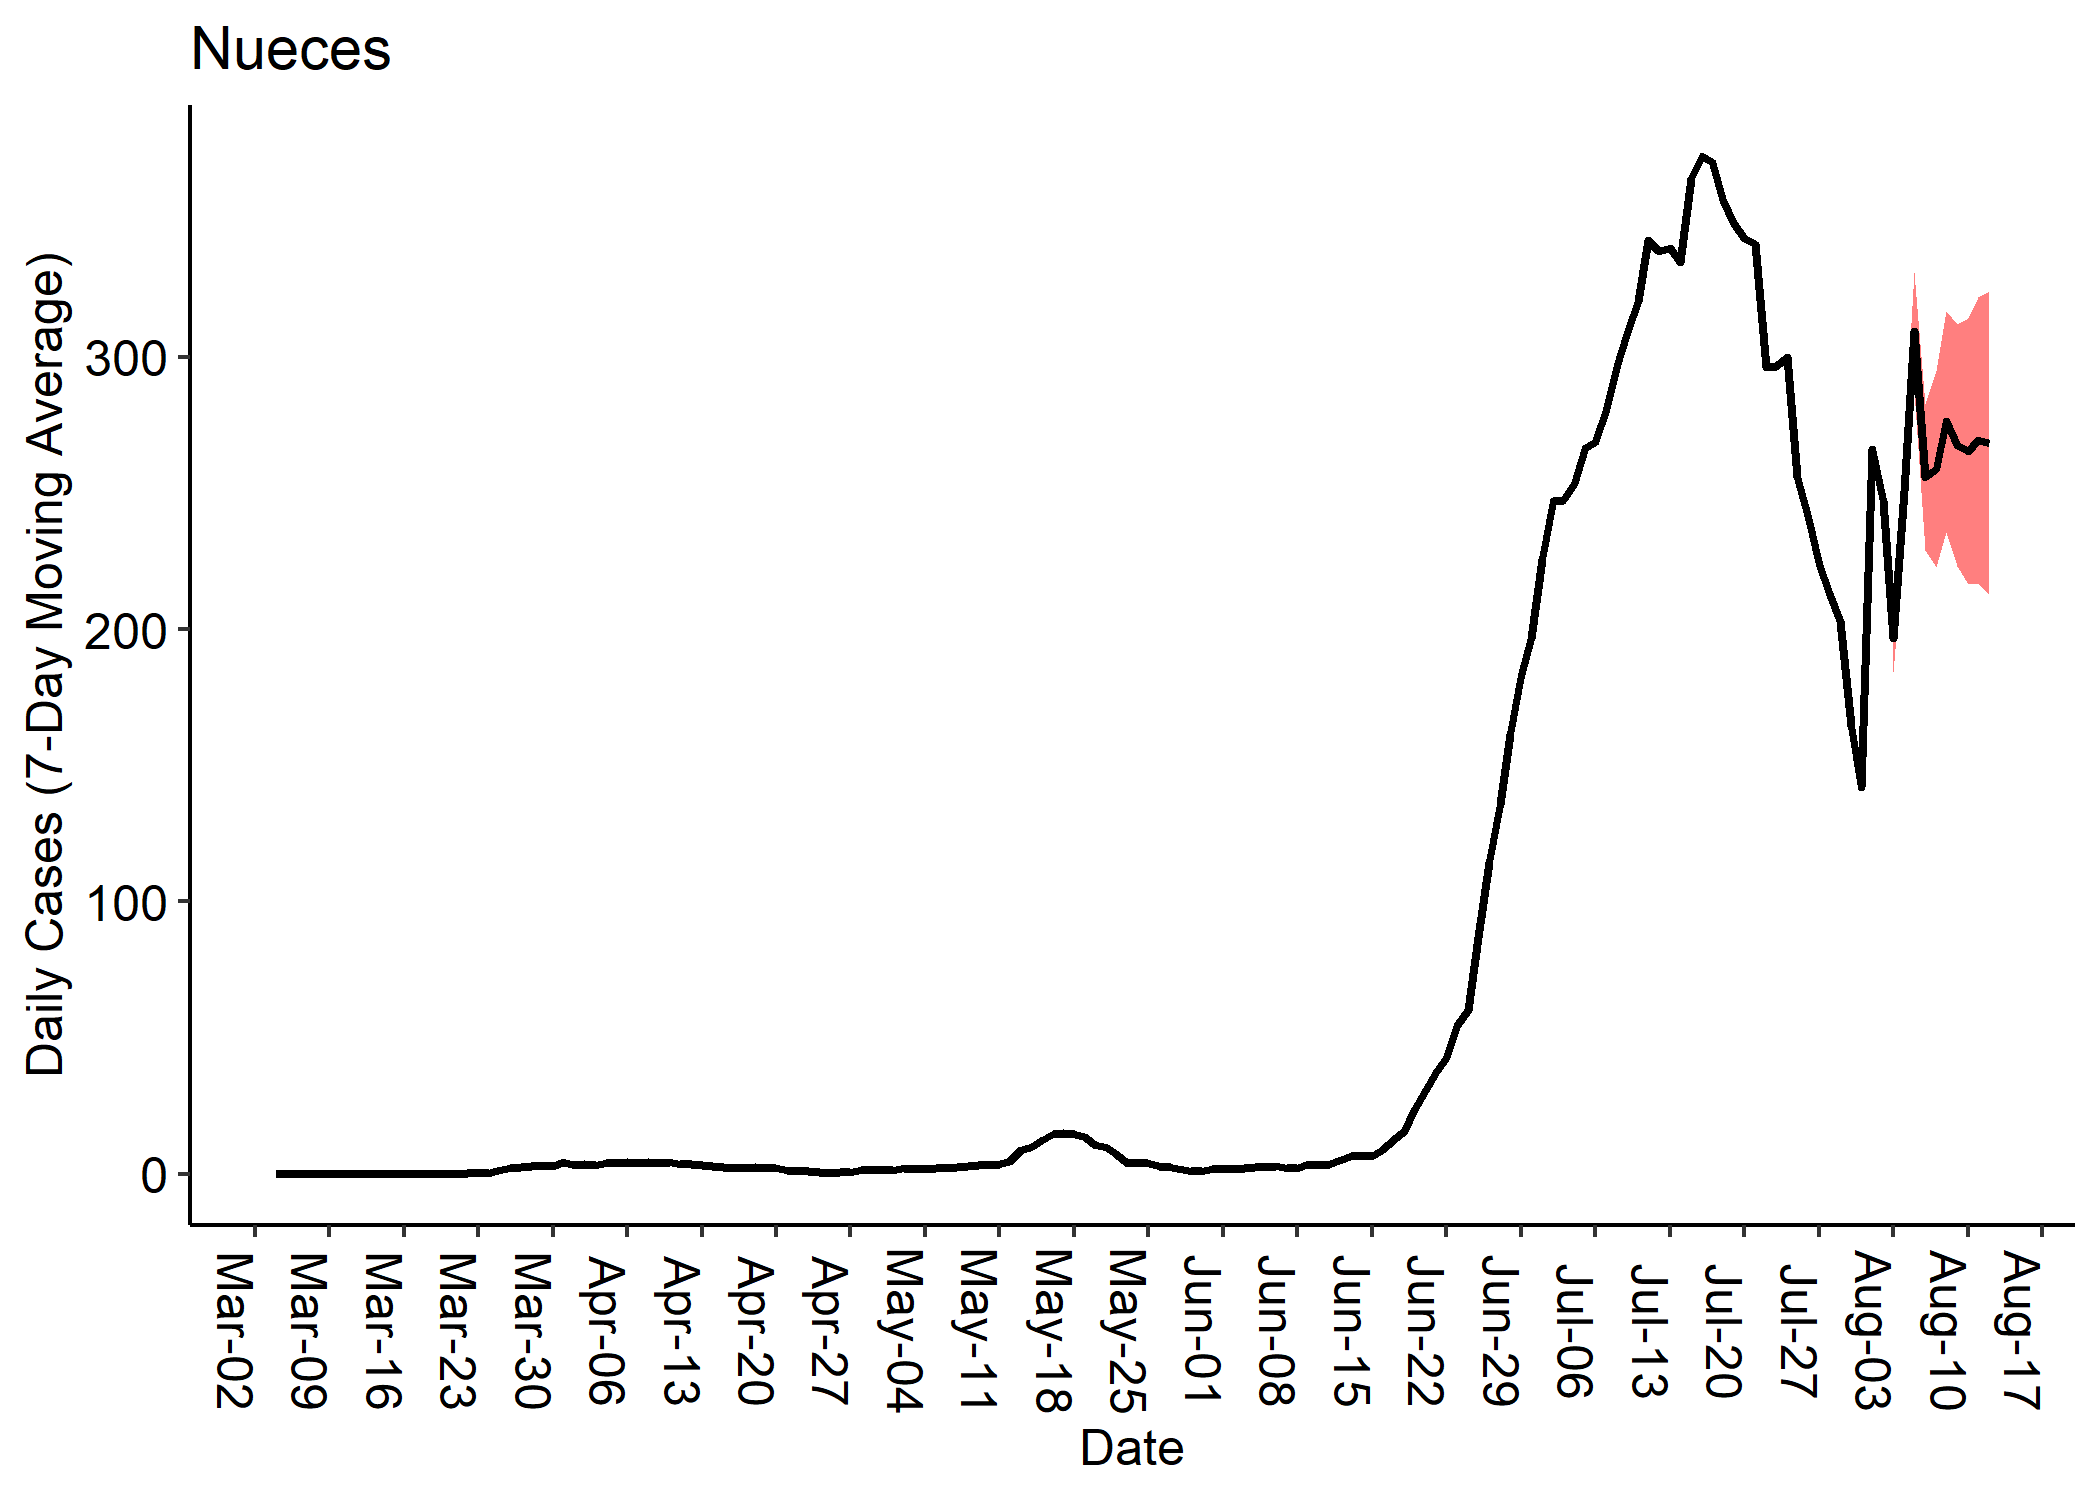 Nueces
Daily Cases (7-Day Moving Average)
300
200
100
0
Mar-02
Mar-09
Mar-16
Mar-23
Mar-30
Apr-06
Apr-13
Apr-20
Apr-27
May-04
May-11
May-18
May-25
Jun-01
Jun-08
Jun-15
Jun-22
Jun-29
Jul-06
Jul-13
Jul-20
Jul-27
Aug-03
Aug-10
Aug-17
Date